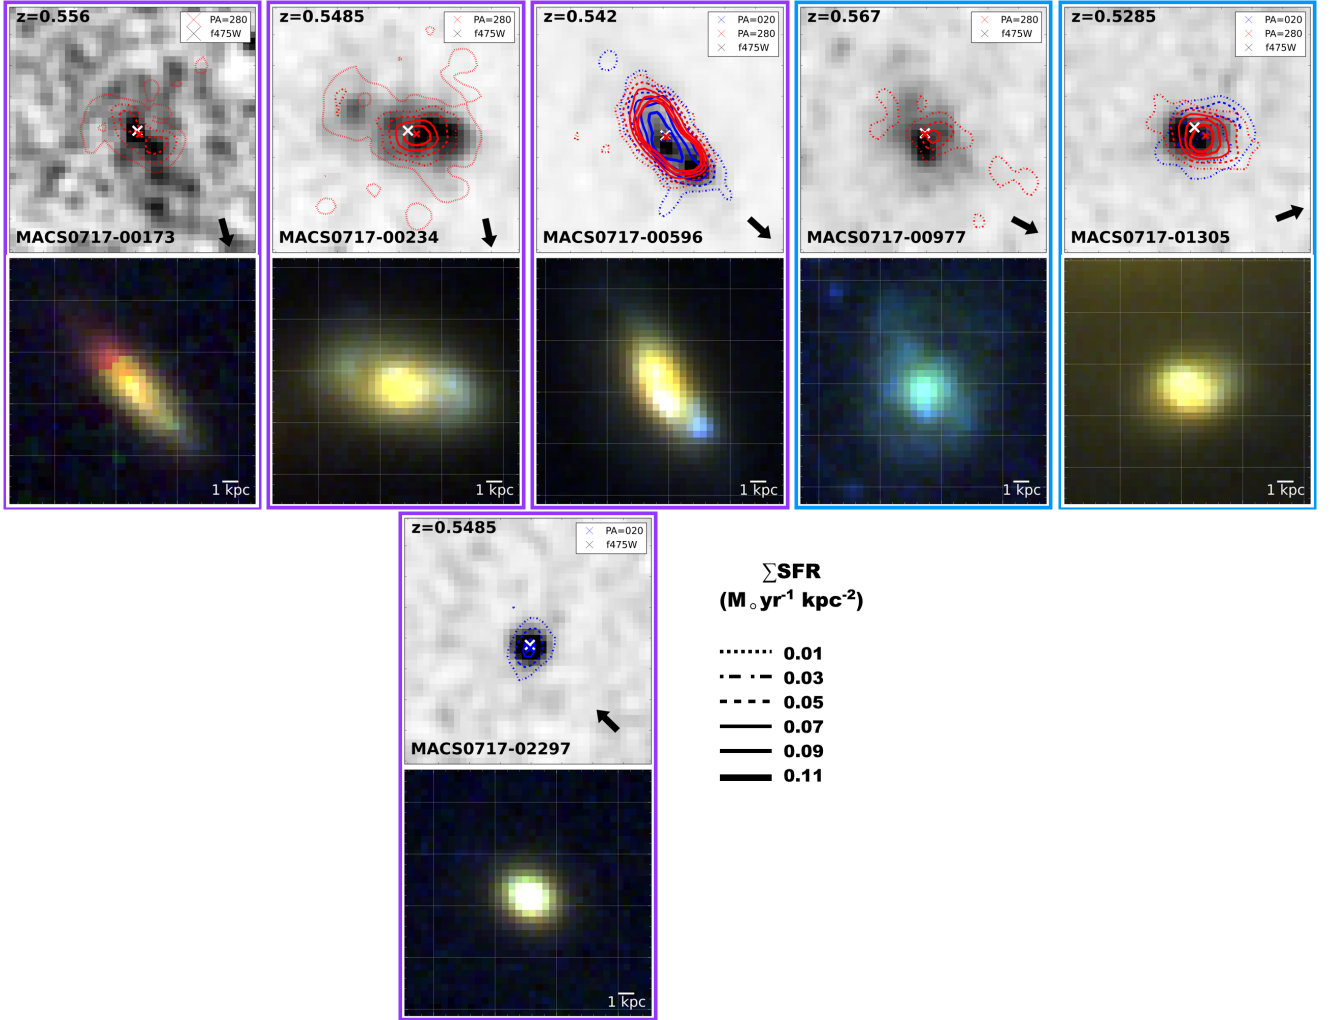 z=0.556
PA=280
f475W
MACS0717-00173
1 kpc
z=0.5485
PA=280
f475W
MACS0717-00234
1 kpc
z=0.542
PA=020
PA=280
f475W
MACS0717-00596
1 kpc
z=0.567
PA=280
f475W
MACS0717-00977
1 kpc
z=0.5285
PA=020
PA=280
f475W
MACS0717-01305
1 kpc
z=0.5485
PA=020
f475W
MACS0717-02297
1 kpc
∑SFR
(M☉yr⁻¹ kpc⁻²)
0.01
0.03
0.05
0.07
0.09
0.11